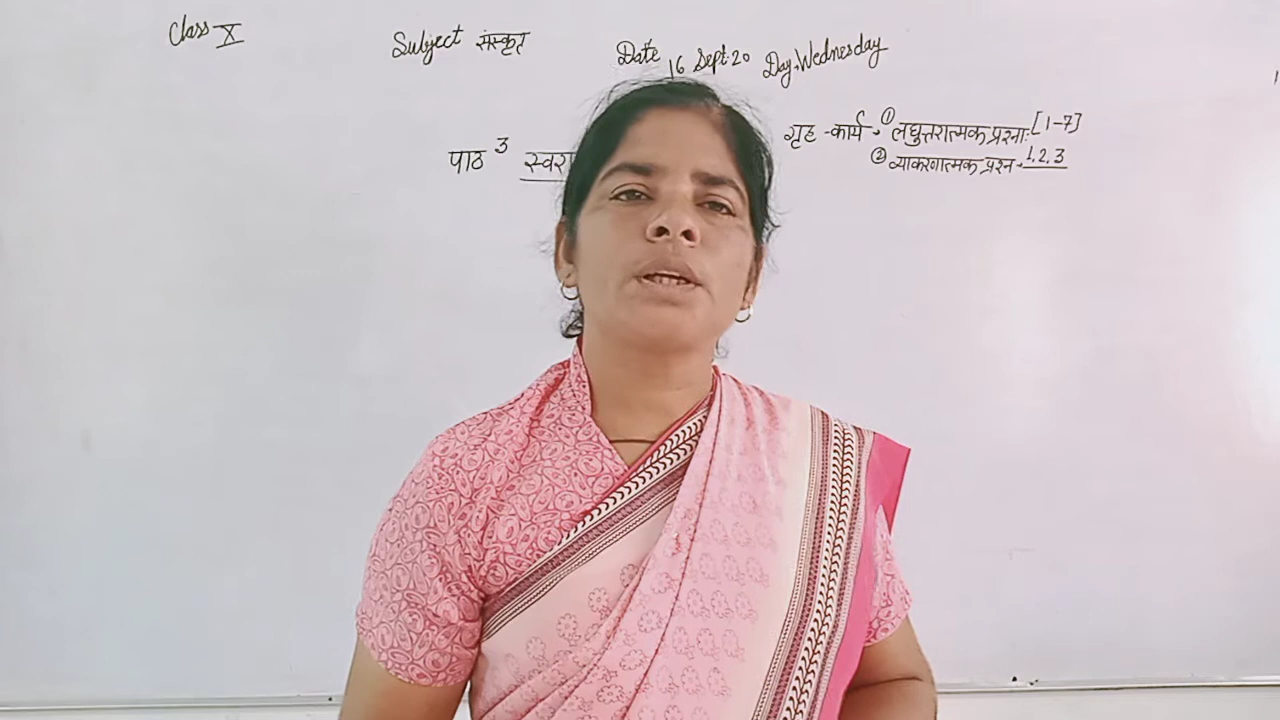 Class X
Subject संस्कृत
Date 16 Sept.20 Day, Wednesday
पाठ 3
गृह-कार्य - ① लघुत्तरात्मक प्रश्नाः [1-7]
② व्याकरणात्मक प्रश्न - 1,2,3